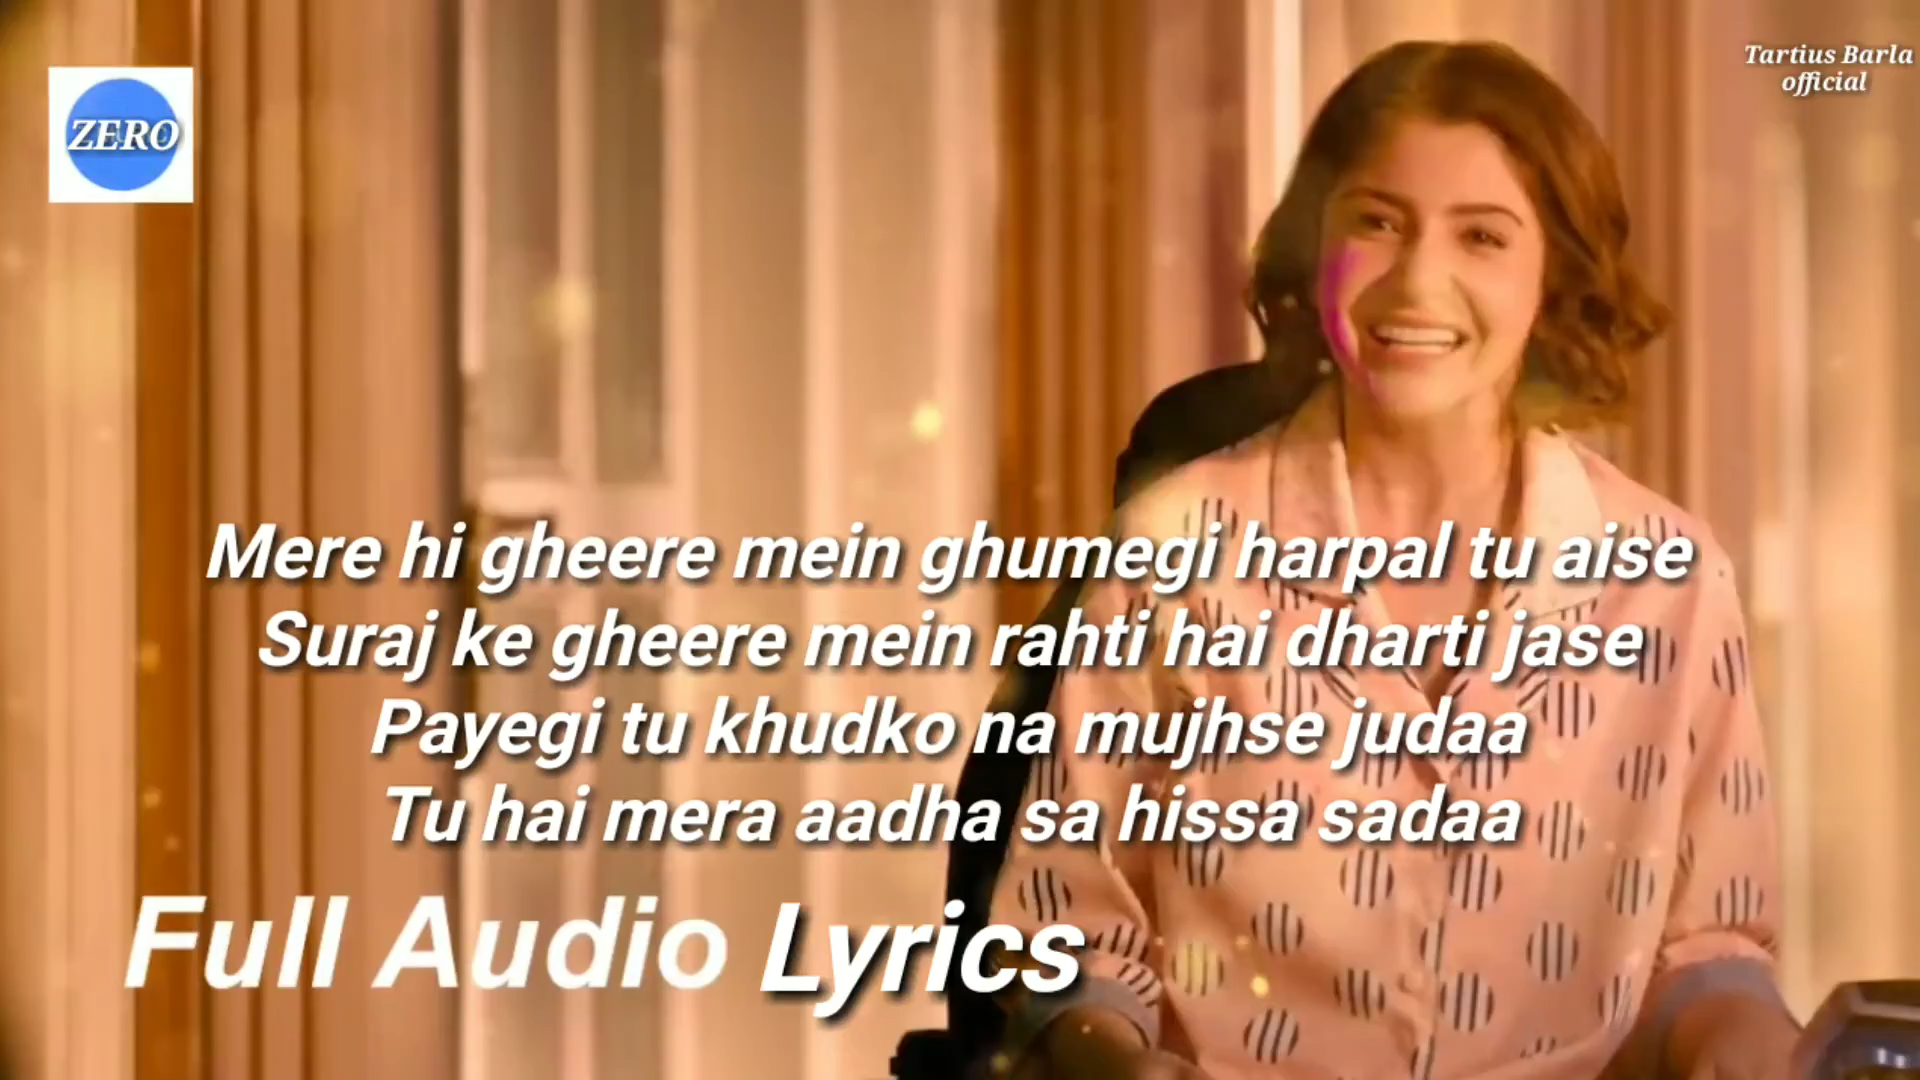 ZERO
Tartius Barla
official
Mere hi gheere mein ghumegi harpal tu aise
Suraj ke gheere mein rahti hai dharti jase
Payegi tu khudko na mujhse judaa
Tu hai mera aadha sa hissa sadaa
Full Audio Lyrics